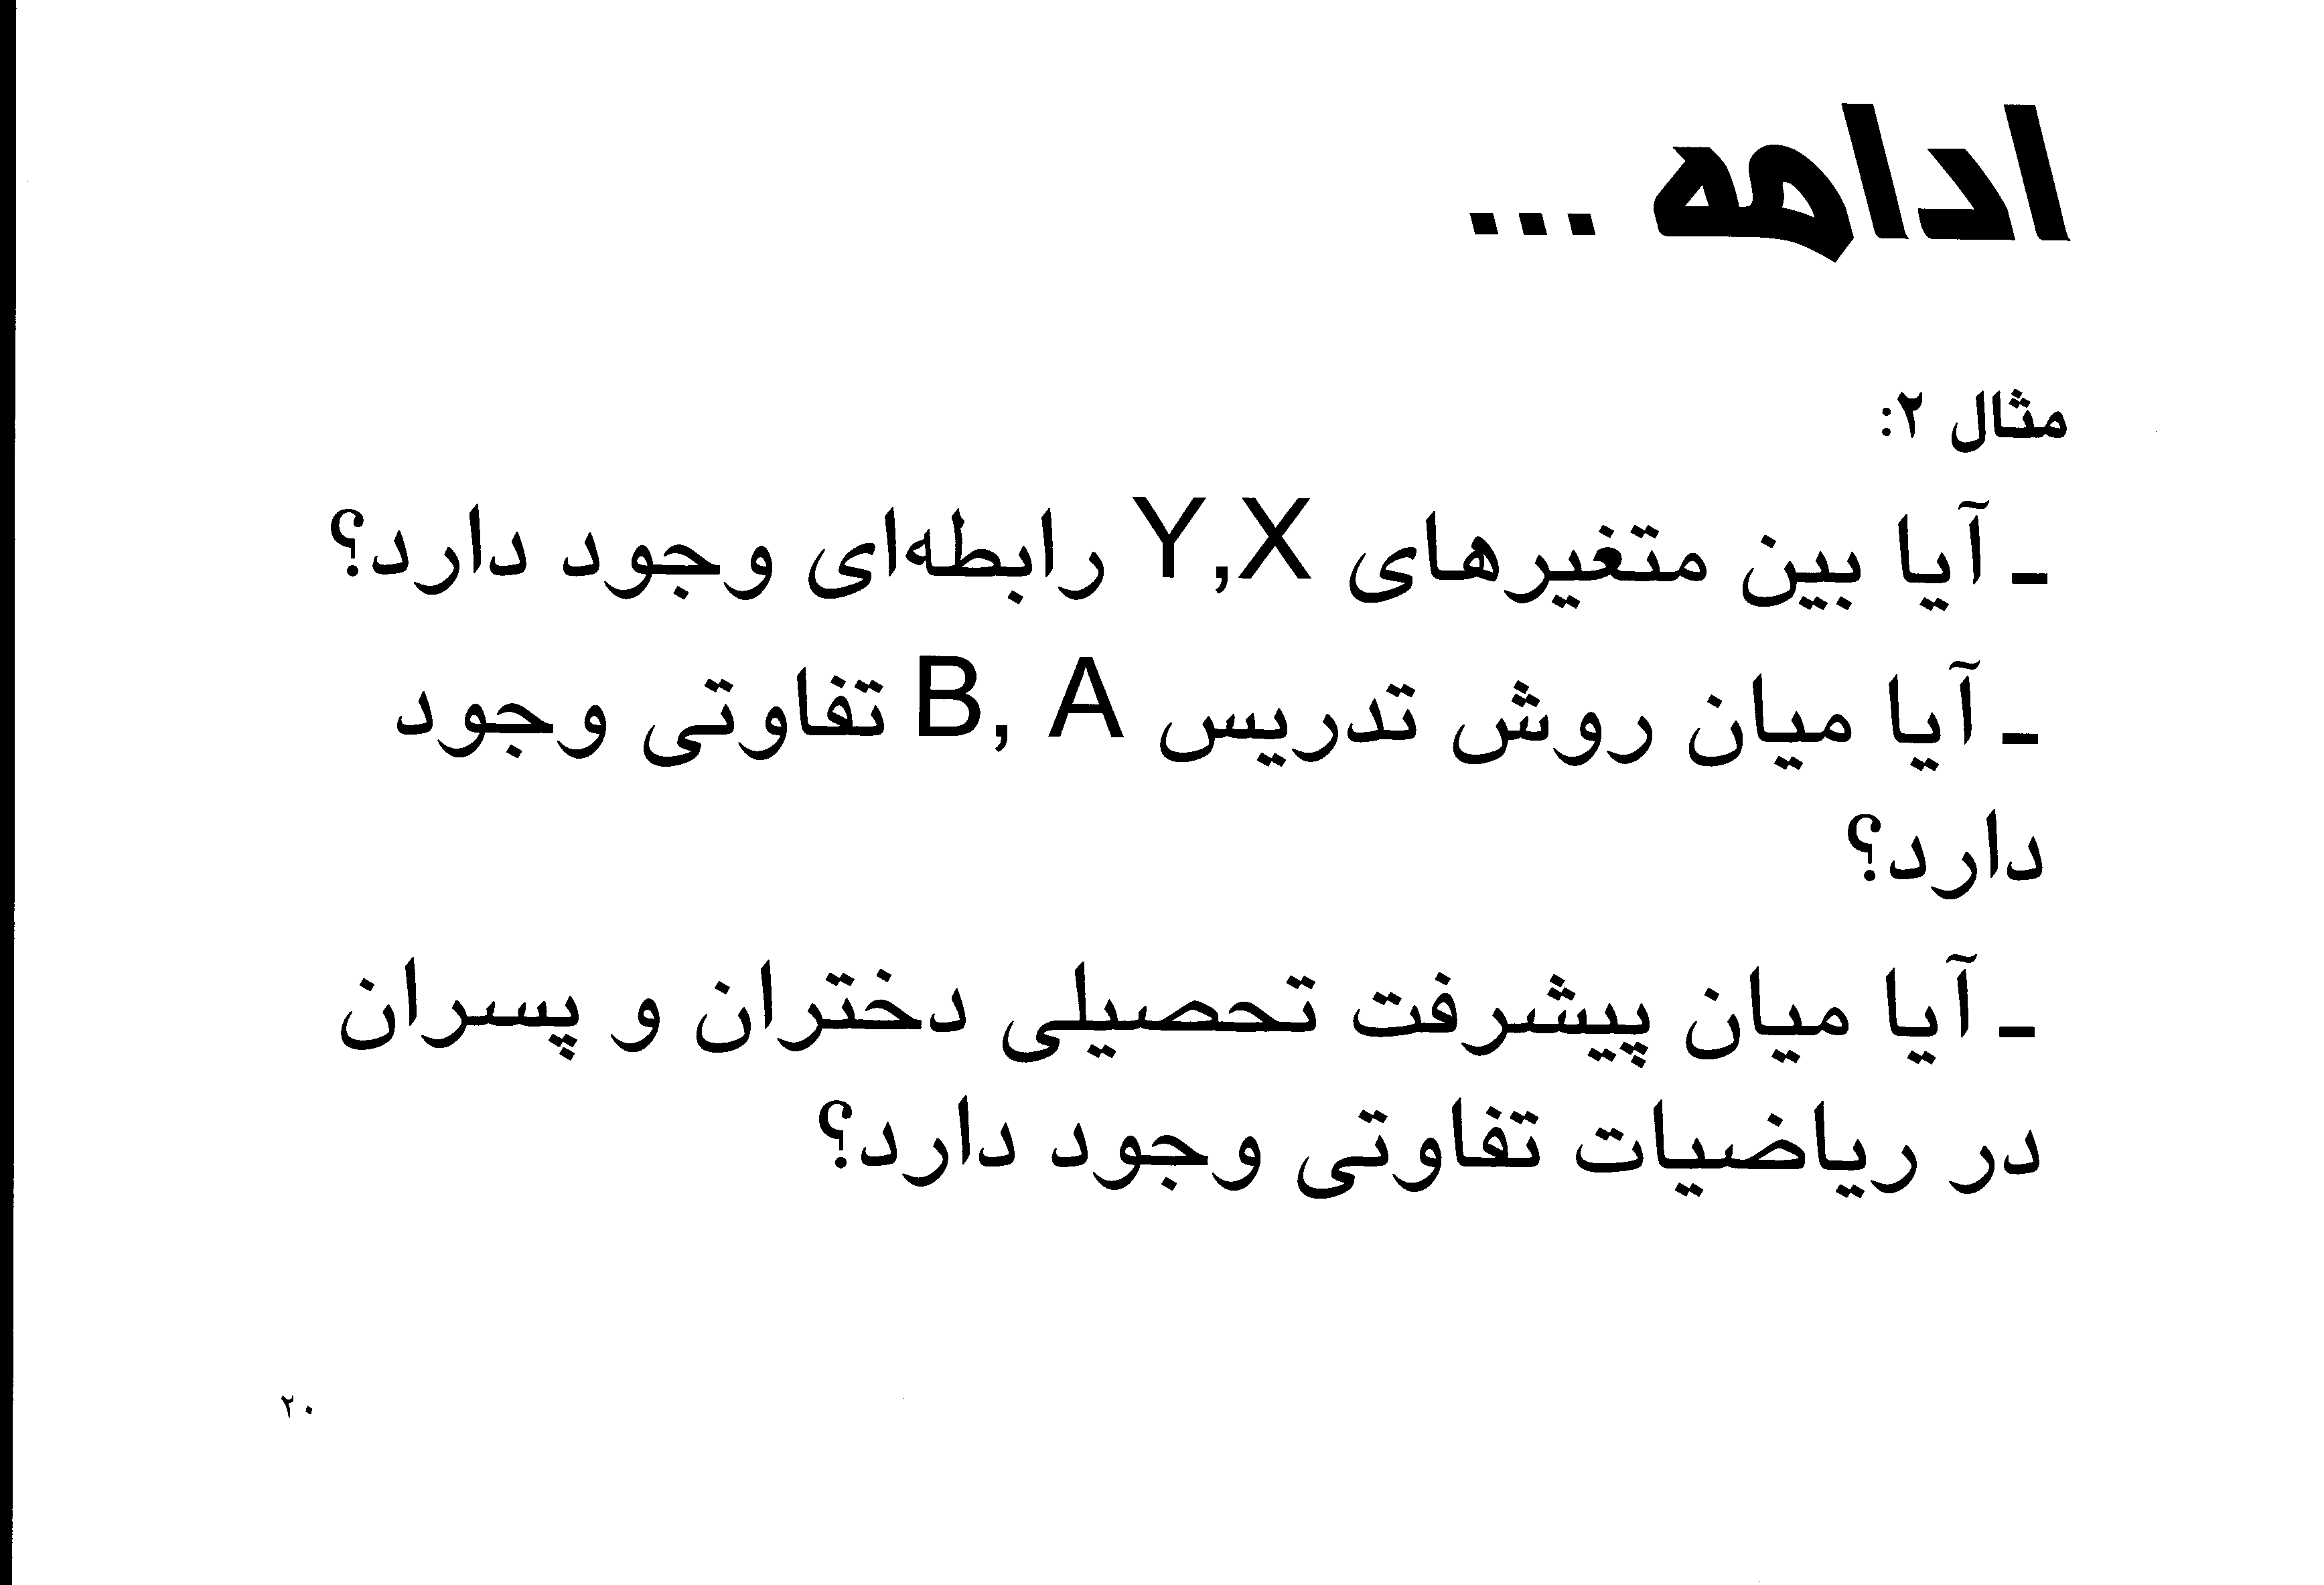 ادامه ...
مثال ۲:
ـ آیا بین متغیرهای Y,X رابطه‌ای وجود دارد؟
ـ آیا میان روش تدریس B, A تفاوتی وجود
دارد؟
ـ آیا میان پیشرفت تحصیلی دختران و پسران
در ریاضیات تفاوتی وجود دارد؟
۲۰